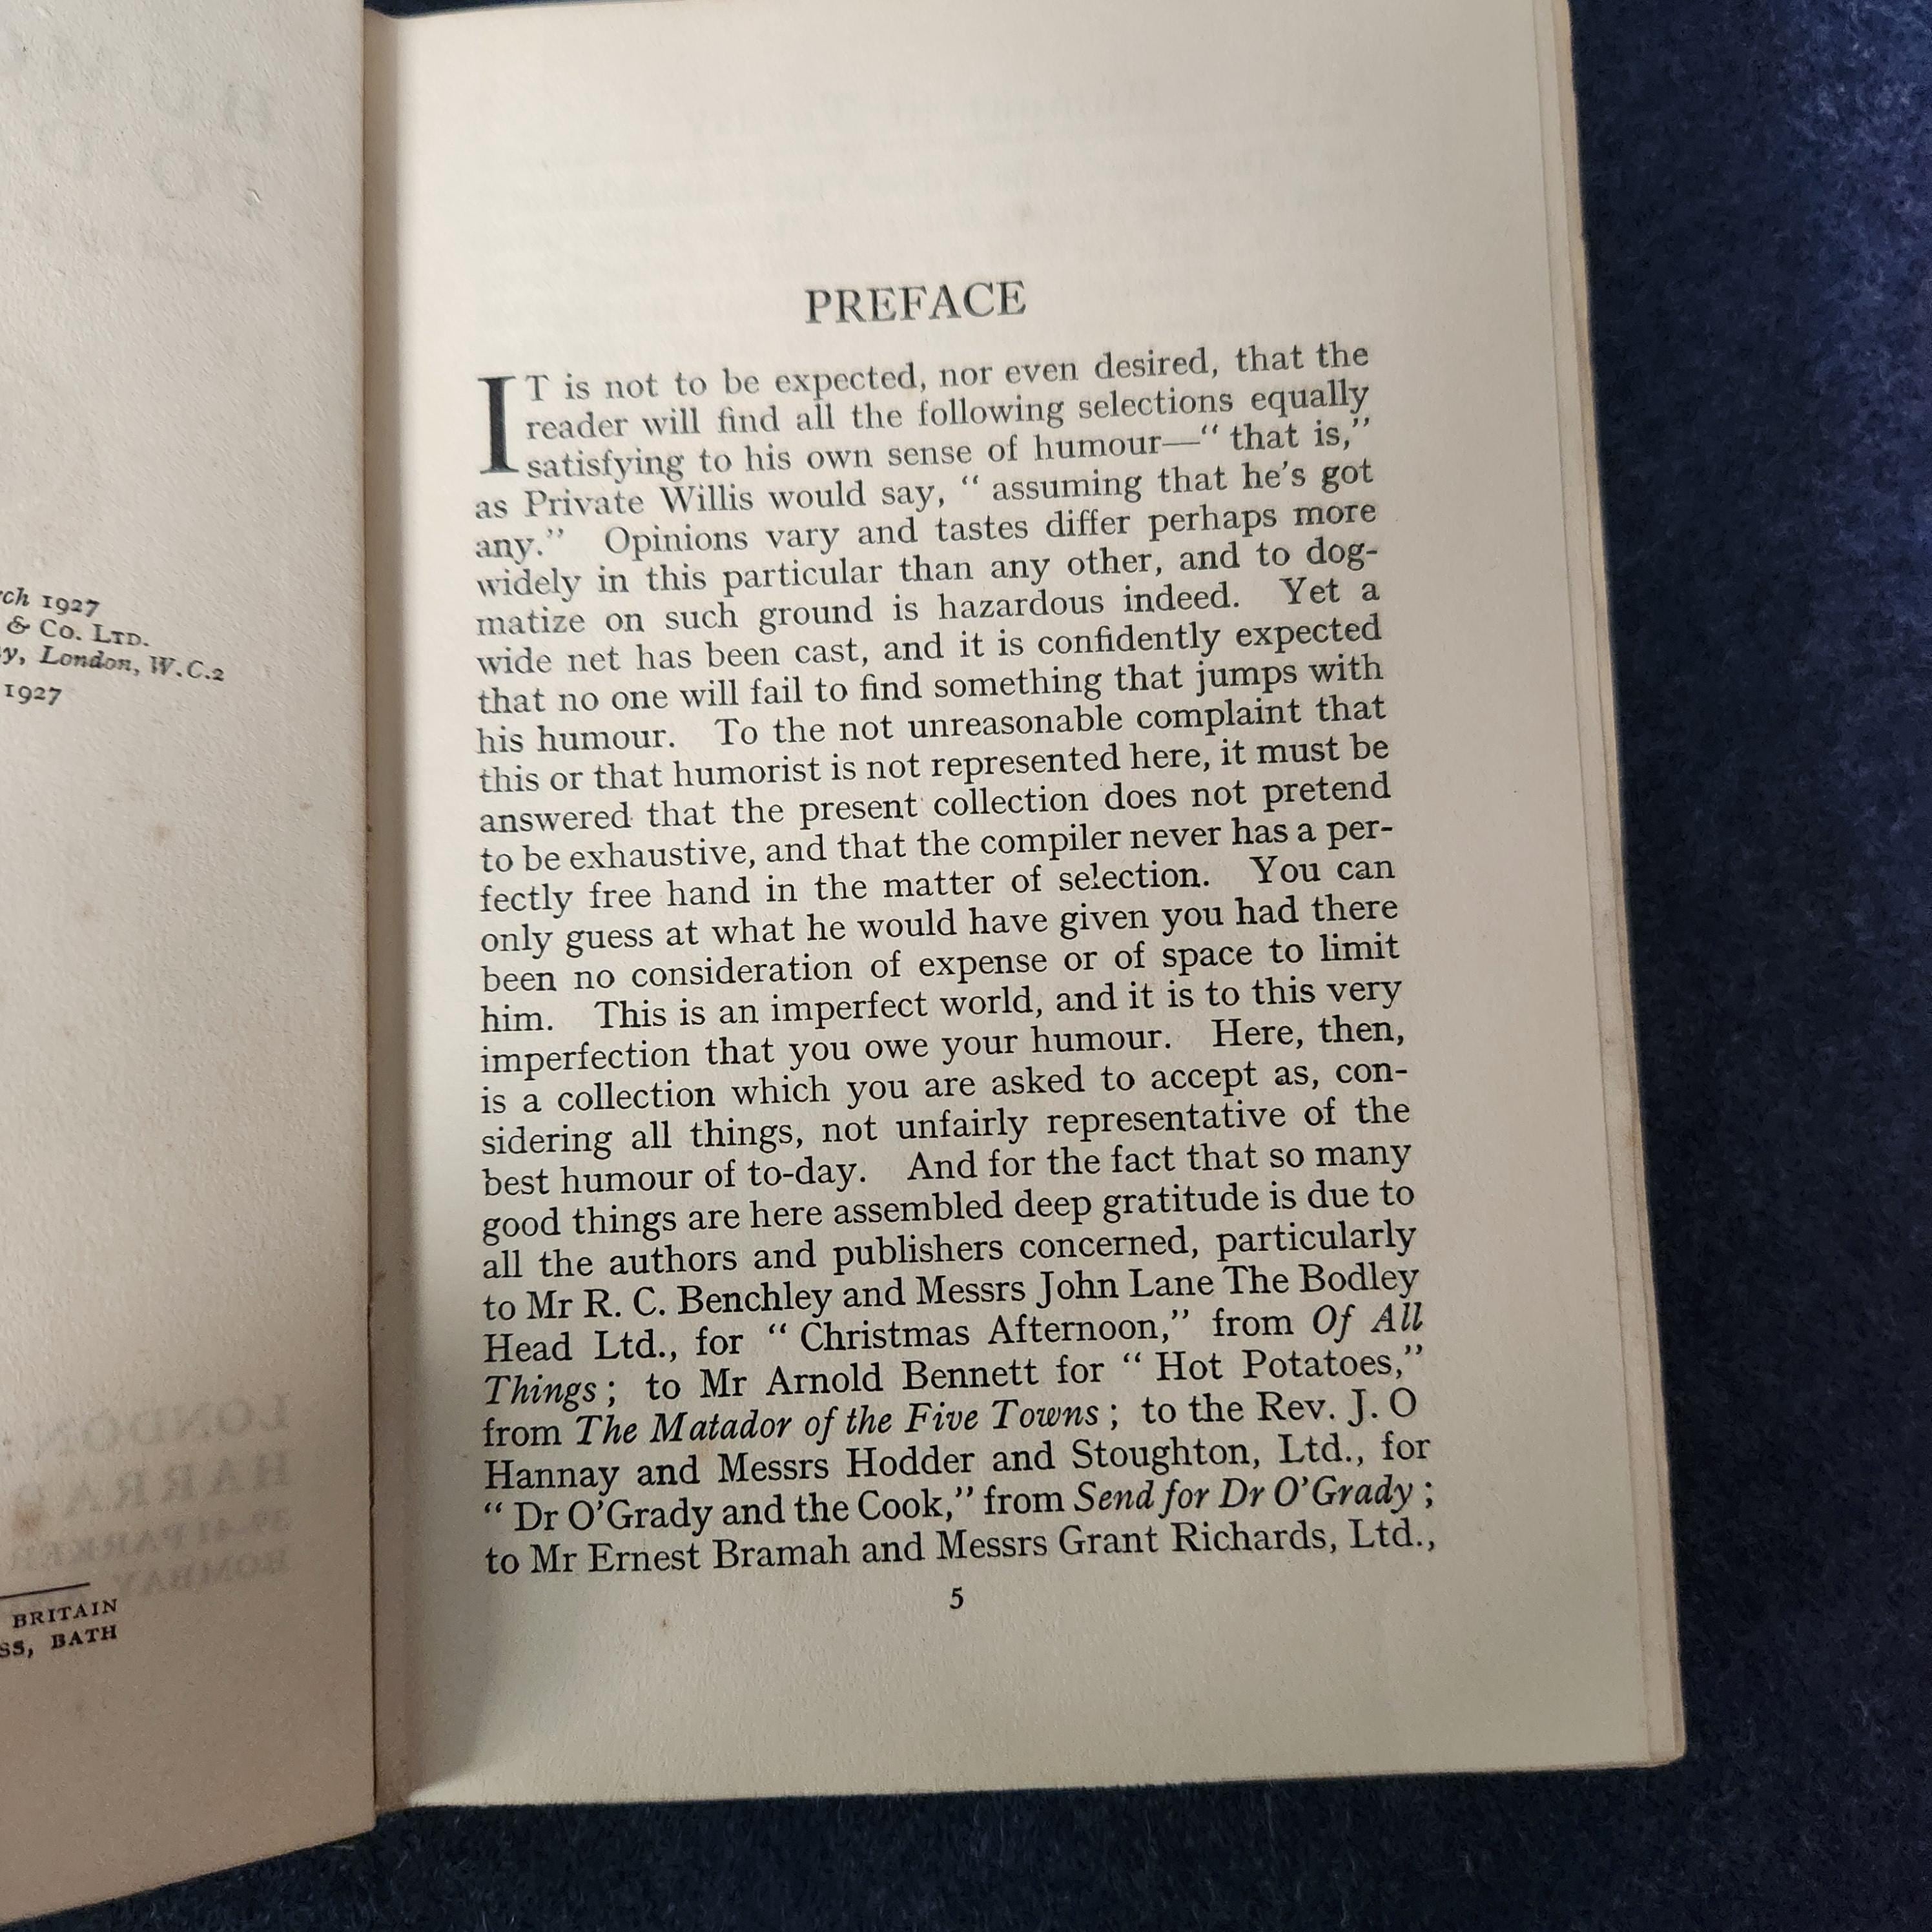 rch 1927
& Co. LTD.
y, London, W.C.2
1927
BRITAIN
SS, BATH
PREFACE
IT is not to be expected, nor even desired, that the
reader will find all the following selections equally
satisfying to his own sense of humour—“ that is,”
as Private Willis would say, “ assuming that he’s got
any.” Opinions vary and tastes differ perhaps more
widely in this particular than any other, and to dog-
matize on such ground is hazardous indeed. Yet a
wide net has been cast, and it is confidently expected
that no one will fail to find something that jumps with
his humour. To the not unreasonable complaint that
this or that humorist is not represented here, it must be
answered that the present collection does not pretend
to be exhaustive, and that the compiler never has a per-
fectly free hand in the matter of selection. You can
only guess at what he would have given you had there
been no consideration of expense or of space to limit
him. This is an imperfect world, and it is to this very
imperfection that you owe your humour. Here, then,
is a collection which you are asked to accept as, con-
sidering all things, not unfairly representative of the
best humour of to-day. And for the fact that so many
good things are here assembled deep gratitude is due to
all the authors and publishers concerned, particularly
to Mr R. C. Benchley and Messrs John Lane The Bodley
Head Ltd., for “ Christmas Afternoon,” from Of All
Things ; to Mr Arnold Bennett for “ Hot Potatoes,”
from The Matador of the Five Towns ; to the Rev. J. O
Hannay and Messrs Hodder and Stoughton, Ltd., for
“ Dr O’Grady and the Cook,” from Send for Dr O’Grady ;
to Mr Ernest Bramah and Messrs Grant Richards, Ltd.,
5